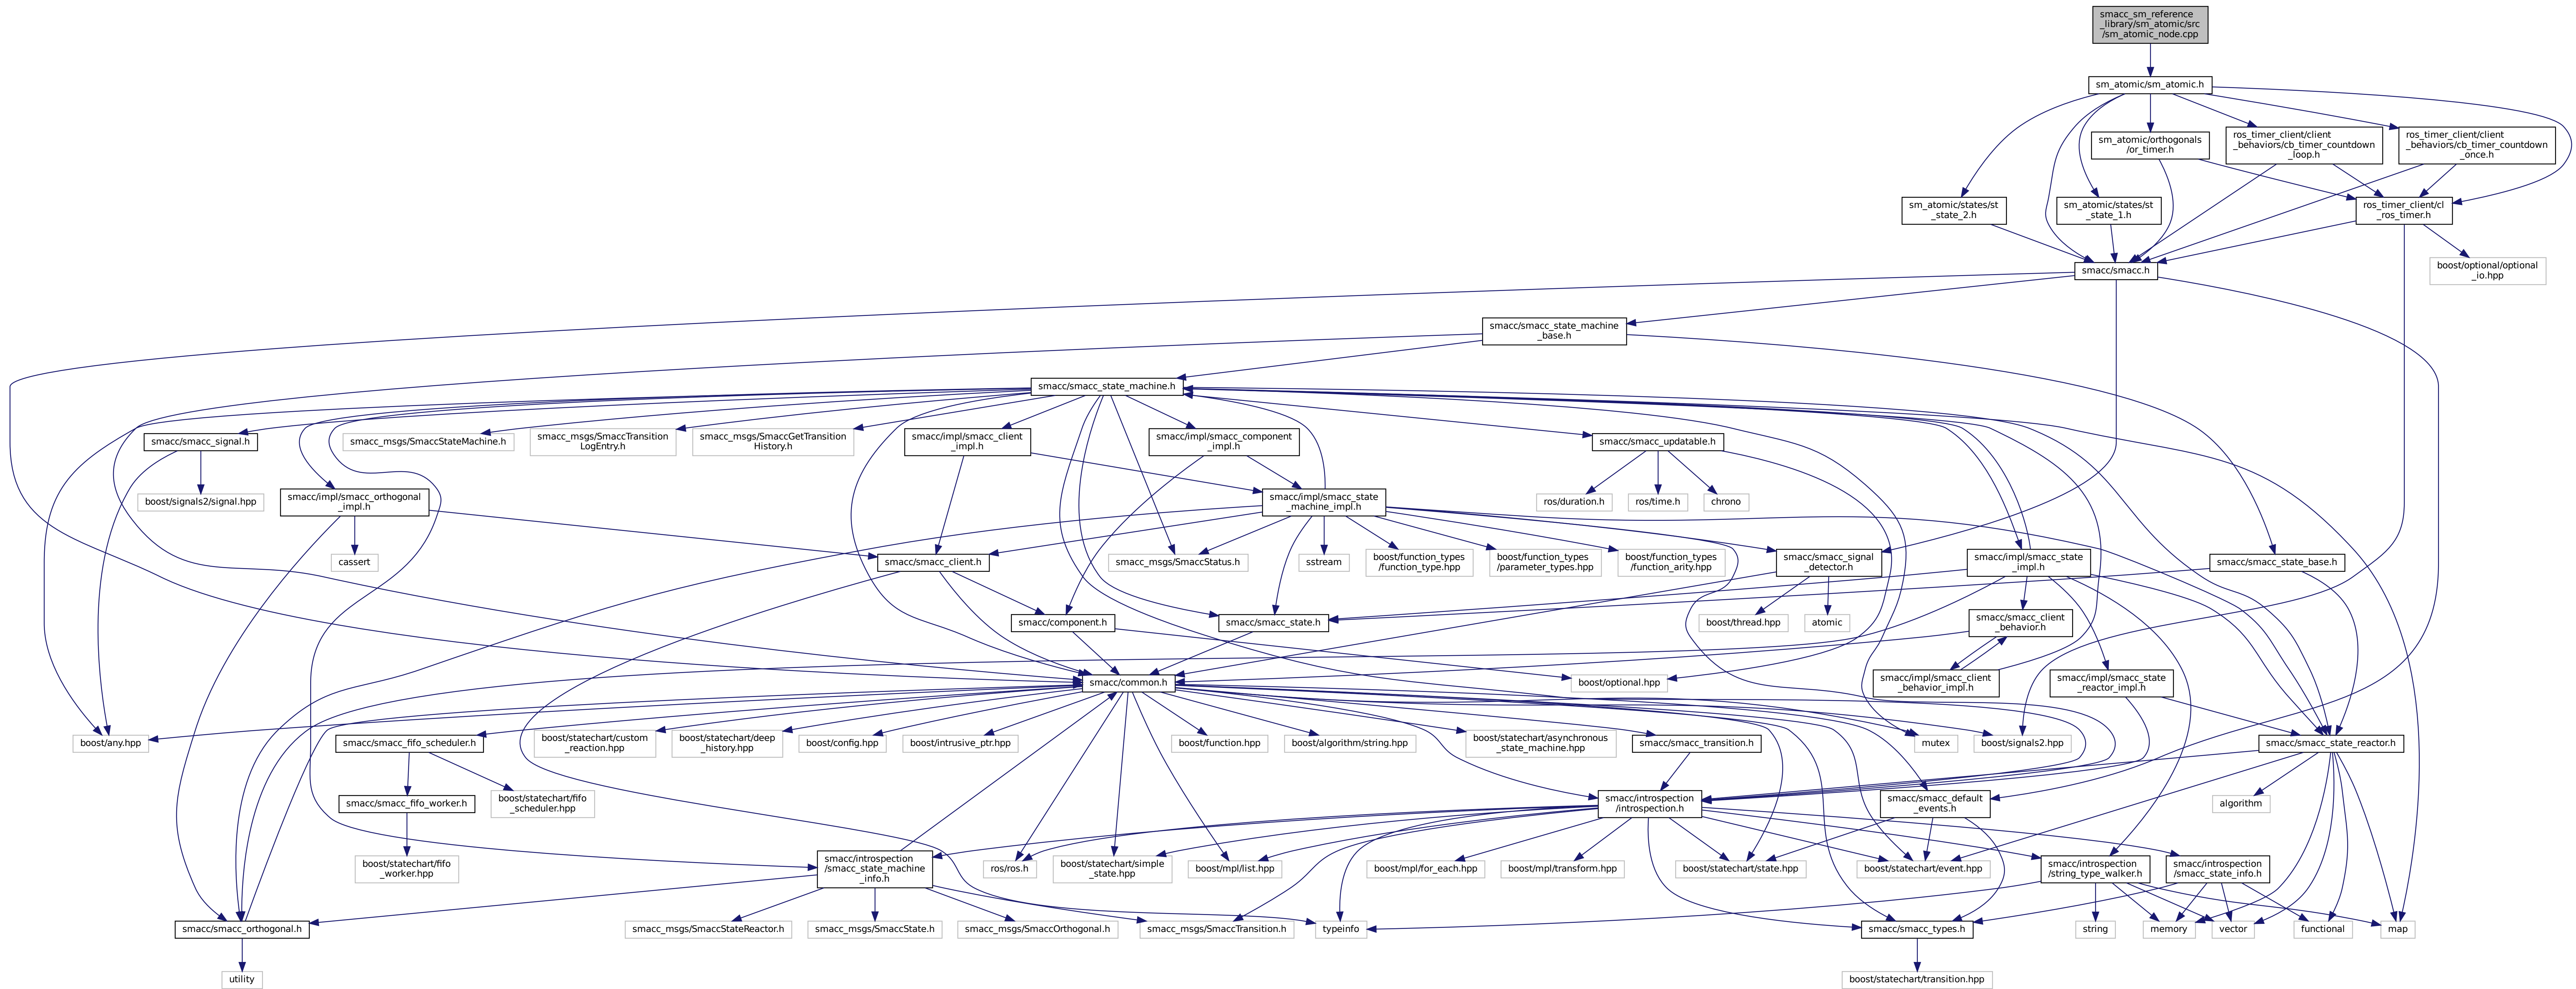 smacc_sm_reference
_library/sm_atomic/src
/sm_atomic_node.cpp
sm_atomic/sm_atomic.h
sm_atomic/orthogonals
/or_timer.h
ros_timer_client/client
_behaviors/cb_timer_countdown
_loop.h
ros_timer_client/client
_behaviors/cb_timer_countdown
_once.h
sm_atomic/states/st
_state_2.h
sm_atomic/states/st
_state_1.h
ros_timer_client/cl
_ros_timer.h
smacc/smacc.h
boost/optional/optional
_io.hpp
smacc/smacc_state_machine
_base.h
smacc/smacc_state_machine.h
smacc/smacc_signal.h
smacc_msgs/SmaccStateMachine.h
smacc_msgs/SmaccTransition
LogEntry.h
smacc_msgs/SmaccGetTransition
History.h
smacc/impl/smacc_client
_impl.h
smacc/impl/smacc_component
_impl.h
smacc/smacc_updatable.h
boost/signals2/signal.hpp
smacc/impl/smacc_orthogonal
_impl.h
smacc/impl/smacc_state
_machine_impl.h
ros/duration.h
ros/time.h
chrono
cassert
smacc/smacc_client.h
smacc_msgs/SmaccStatus.h
sstream
boost/function_types
/function_type.hpp
boost/function_types
/parameter_types.hpp
boost/function_types
/function_arity.hpp
smacc/smacc_signal
_detector.h
smacc/impl/smacc_state
_impl.h
smacc/smacc_state_base.h
smacc/component.h
smacc/smacc_state.h
boost/thread.hpp
atomic
smacc/smacc_client
_behavior.h
smacc/common.h
boost/optional.hpp
smacc/impl/smacc_client
_behavior_impl.h
smacc/impl/smacc_state
_reactor_impl.h
boost/any.hpp
smacc/smacc_fifo_scheduler.h
boost/statechart/custom
_reaction.hpp
boost/statechart/deep
_history.hpp
boost/config.hpp
boost/intrusive_ptr.hpp
boost/function.hpp
boost/algorithm/string.hpp
boost/statechart/asynchronous
_state_machine.hpp
smacc/smacc_transition.h
mutex
boost/signals2.hpp
smacc/smacc_state_reactor.h
smacc/smacc_fifo_worker.h
boost/statechart/fifo
_scheduler.hpp
smacc/introspection
/introspection.h
smacc/smacc_default
_events.h
algorithm
boost/statechart/fifo
_worker.hpp
smacc/introspection
/smacc_state_machine
_info.h
ros/ros.h
boost/statechart/simple
_state.hpp
boost/mpl/list.hpp
boost/mpl/for_each.hpp
boost/mpl/transform.hpp
boost/statechart/state.hpp
boost/statechart/event.hpp
smacc/introspection
/string_type_walker.h
smacc/introspection
/smacc_state_info.h
smacc/smacc_orthogonal.h
smacc_msgs/SmaccStateReactor.h
smacc_msgs/SmaccState.h
smacc_msgs/SmaccOrthogonal.h
smacc_msgs/SmaccTransition.h
typeinfo
smacc/smacc_types.h
string
memory
vector
functional
map
utility
boost/statechart/transition.hpp